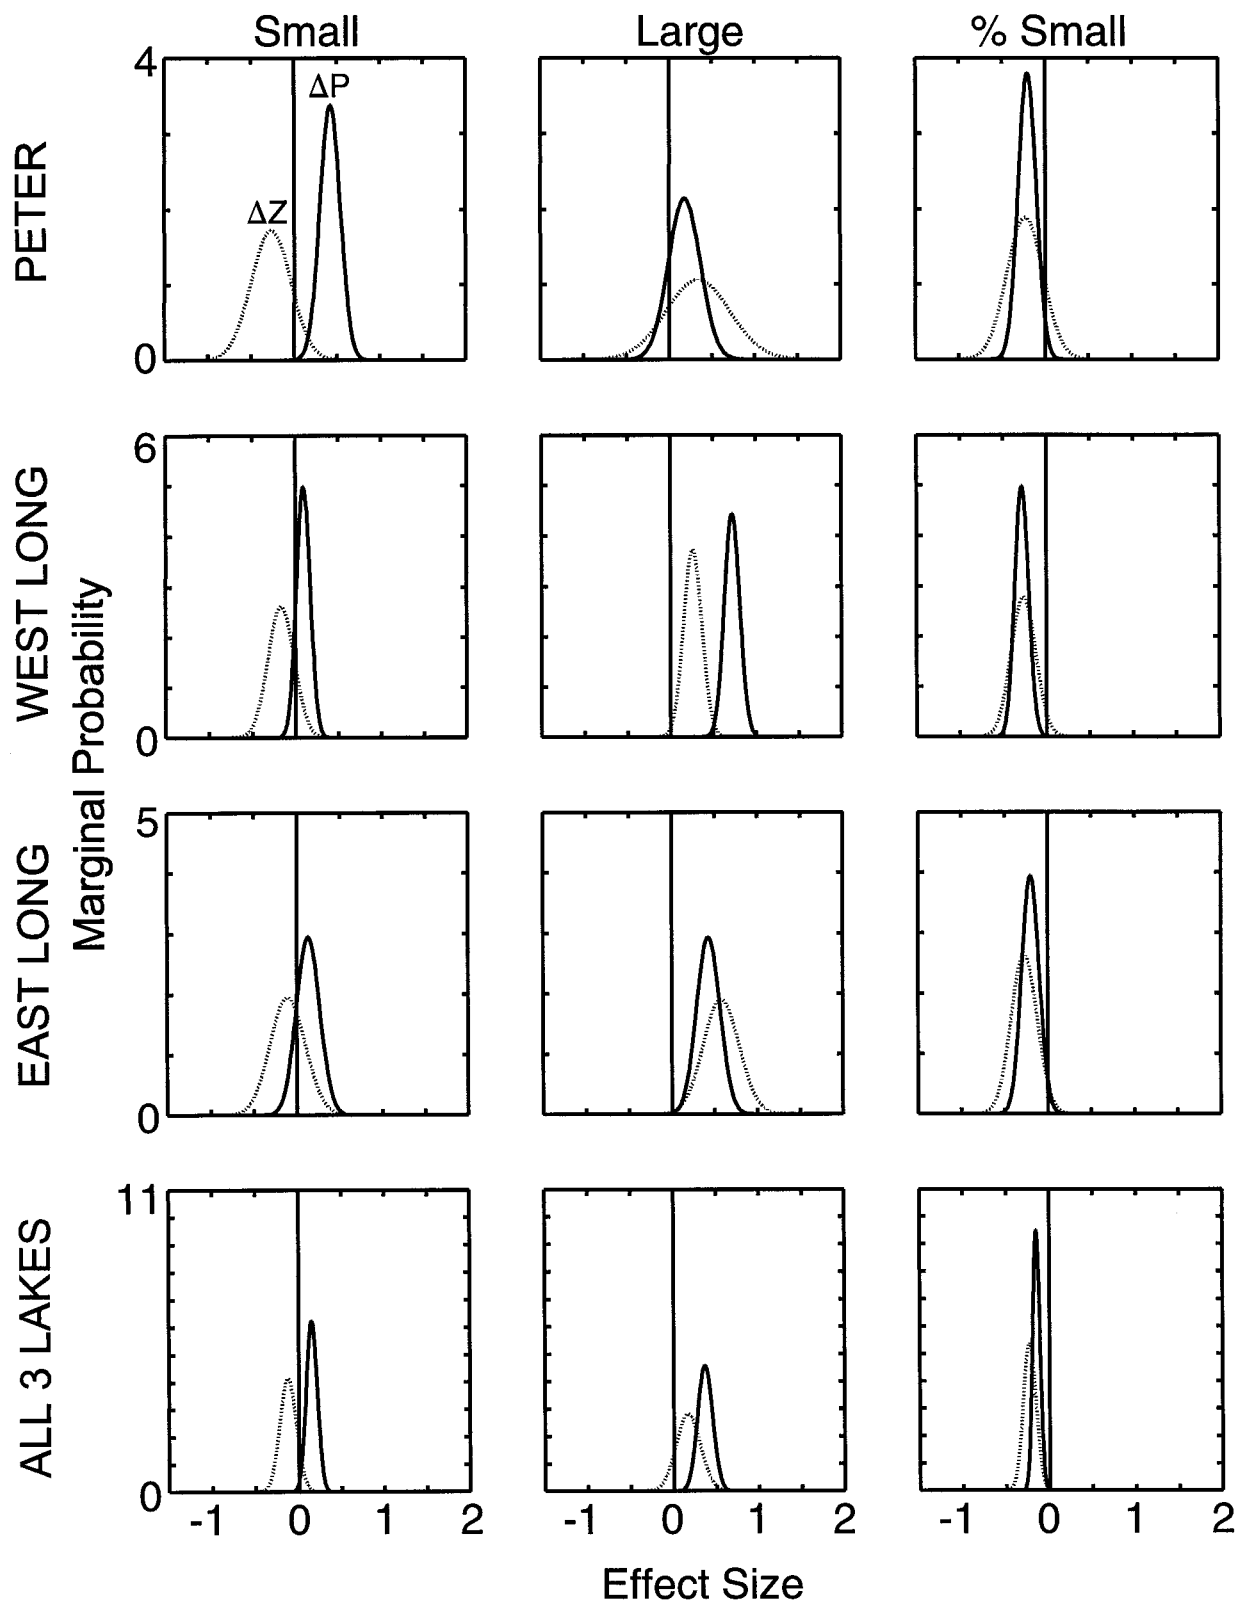 Small Large % Small
PETER
4
ΔP
ΔZ
0
WEST LONG
6
0
Marginal Probability
EAST LONG
5
0
ALL 3 LAKES
11
0
-1 0 1 2 -1 0 1 2 -1 0 1 2
Effect Size